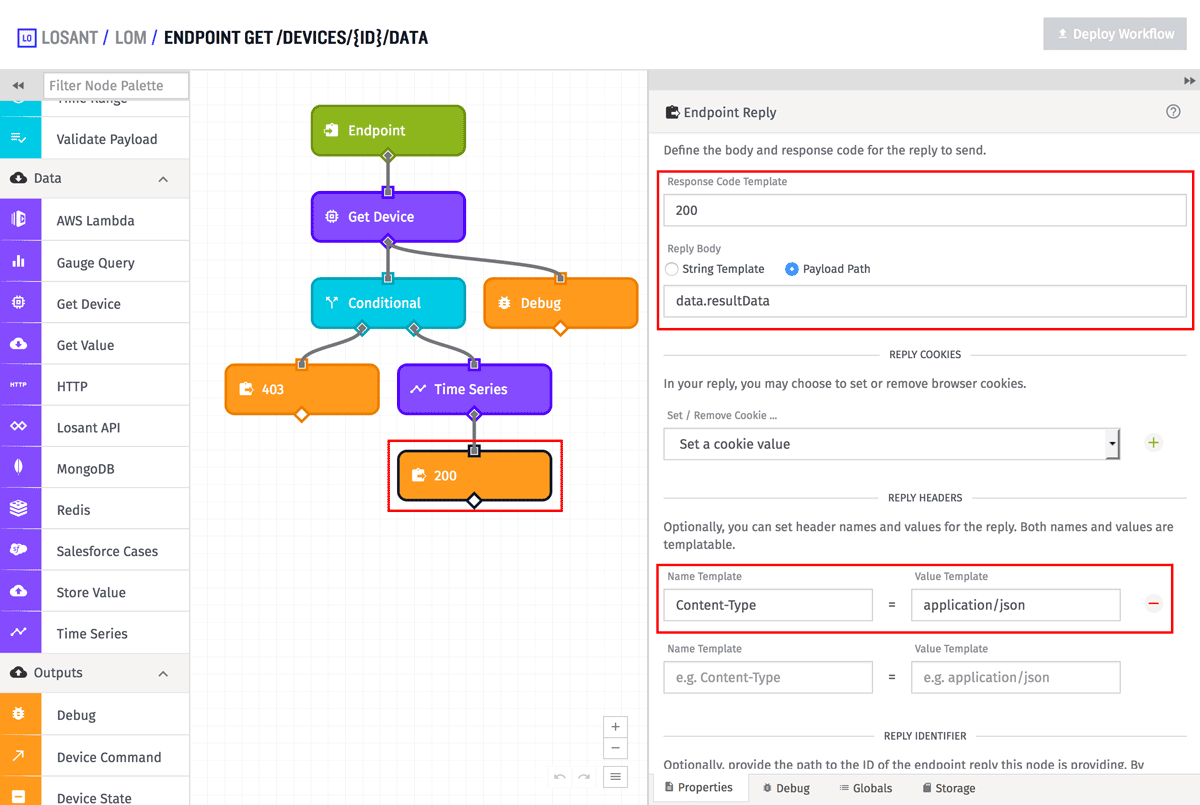 LO LOSANT / LOM / ENDPOINT GET /DEVICES/{ID}/DATA
Deploy Workflow
Filter Node Palette
Time Range
Validate Payload
Data
AWS Lambda
Gauge Query
Get Device
Get Value
HTTP HTTP
Losant API
MongoDB
Redis
sf Salesforce Cases
Store Value
Time Series
Outputs
Debug
Device Command
Device State
Endpoint
Get Device
Conditional
Debug
403
Time Series
200
Endpoint Reply
Define the body and response code for the reply to send.
Response Code Template
200
Reply Body
String Template Payload Path
data.resultData
REPLY COOKIES
In your reply, you may choose to set or remove browser cookies.
Set / Remove Cookie ...
Set a cookie value
REPLY HEADERS
Optionally, you can set header names and values for the reply. Both names and values are
templatable.
Name Template Value Template
Content-Type = application/json
Name Template Value Template
e.g. Content-Type = e.g. application/json
REPLY IDENTIFIER
Optionally, provide the path to the ID of the endpoint reply this node is providing. By
Properties Debug Globals Storage